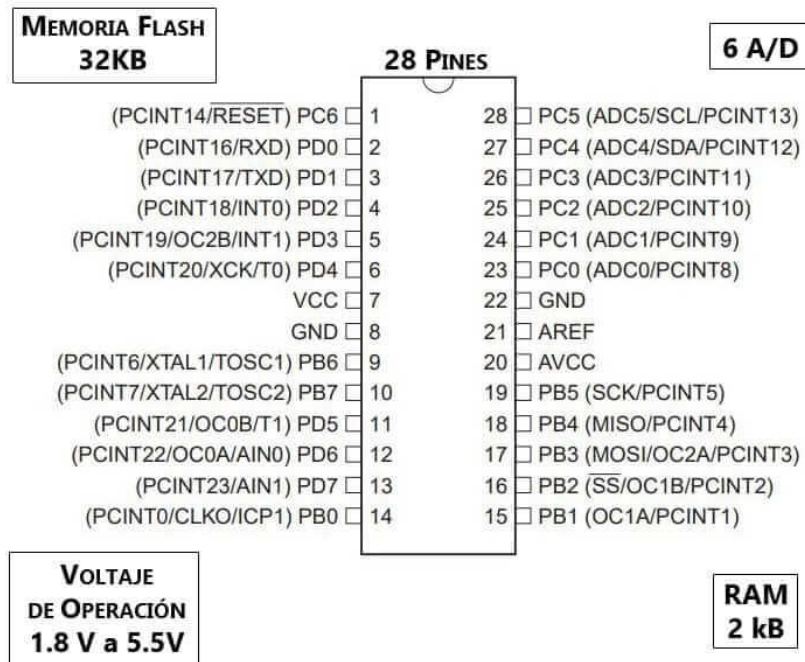 MEMORIA FLASH
32KB
28 PINES
6 A/D
(PCINT14/RESET) PC6 1
(PCINT16/RXD) PD0 2
(PCINT17/TXD) PD1 3
(PCINT18/INT0) PD2 4
(PCINT19/OC2B/INT1) PD3 5
(PCINT20/XCK/T0) PD4 6
VCC 7
GND 8
(PCINT6/XTAL1/TOSC1) PB6 9
(PCINT7/XTAL2/TOSC2) PB7 10
(PCINT21/OC0B/T1) PD5 11
(PCINT22/OC0A/AIN0) PD6 12
(PCINT23/AIN1) PD7 13
(PCINT0/CLKO/ICP1) PB0 14
28 PC5 (ADC5/SCL/PCINT13)
27 PC4 (ADC4/SDA/PCINT12)
26 PC3 (ADC3/PCINT11)
25 PC2 (ADC2/PCINT10)
24 PC1 (ADC1/PCINT9)
23 PC0 (ADC0/PCINT8)
22 GND
21 AREF
20 AVCC
19 PB5 (SCK/PCINT5)
18 PB4 (MISO/PCINT4)
17 PB3 (MOSI/OC2A/PCINT3)
16 PB2 (SS/OC1B/PCINT2)
15 PB1 (OC1A/PCINT1)
VOLTAJE
DE OPERACIÓN
1.8 V a 5.5V
RAM
2 kB